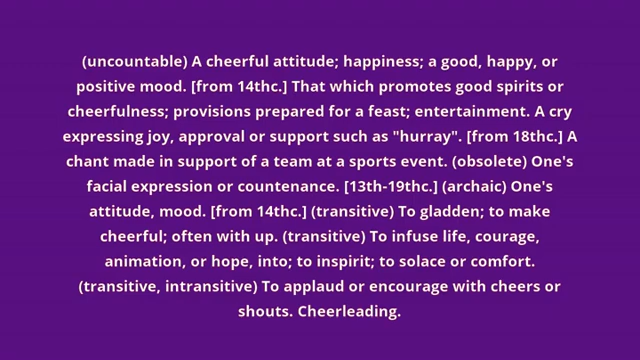 (uncountable) A cheerful attitude; happiness; a good, happy, or
positive mood. [from 14thc.] That which promotes good spirits or
cheerfulness; provisions prepared for a feast; entertainment. A cry
expressing joy, approval or support such as "hurray". [from 18thc.] A
chant made in support of a team at a sports event. (obsolete) One's
facial expression or countenance. [13th-19thc.] (archaic) One's
attitude, mood. [from 14thc.] (transitive) To gladden; to make
cheerful; often with up. (transitive) To infuse life, courage,
animation, or hope, into; to inspirit; to solace or comfort.
(transitive, intransitive) To applaud or encourage with cheers or
shouts. Cheerleading.